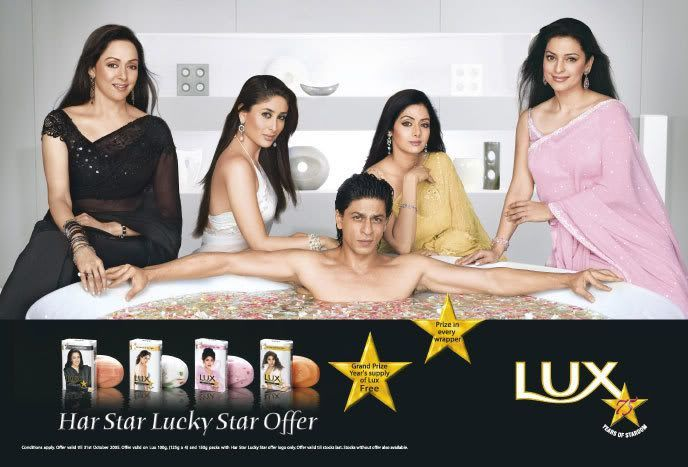 Prize in
every
wrapper
Grand Prize
Year's supply
of Lux
Free
LUX
LUX
75
YEARS OF STARDOM
Har Star Lucky Star Offer
Conditions apply. Offer valid till 31st October 2005. Offer valid on Lux 100g, (125g x 4) and 150g packs with Har Star Lucky Star offer logo only. Offer valid till stocks last. Stocks without offer also available.